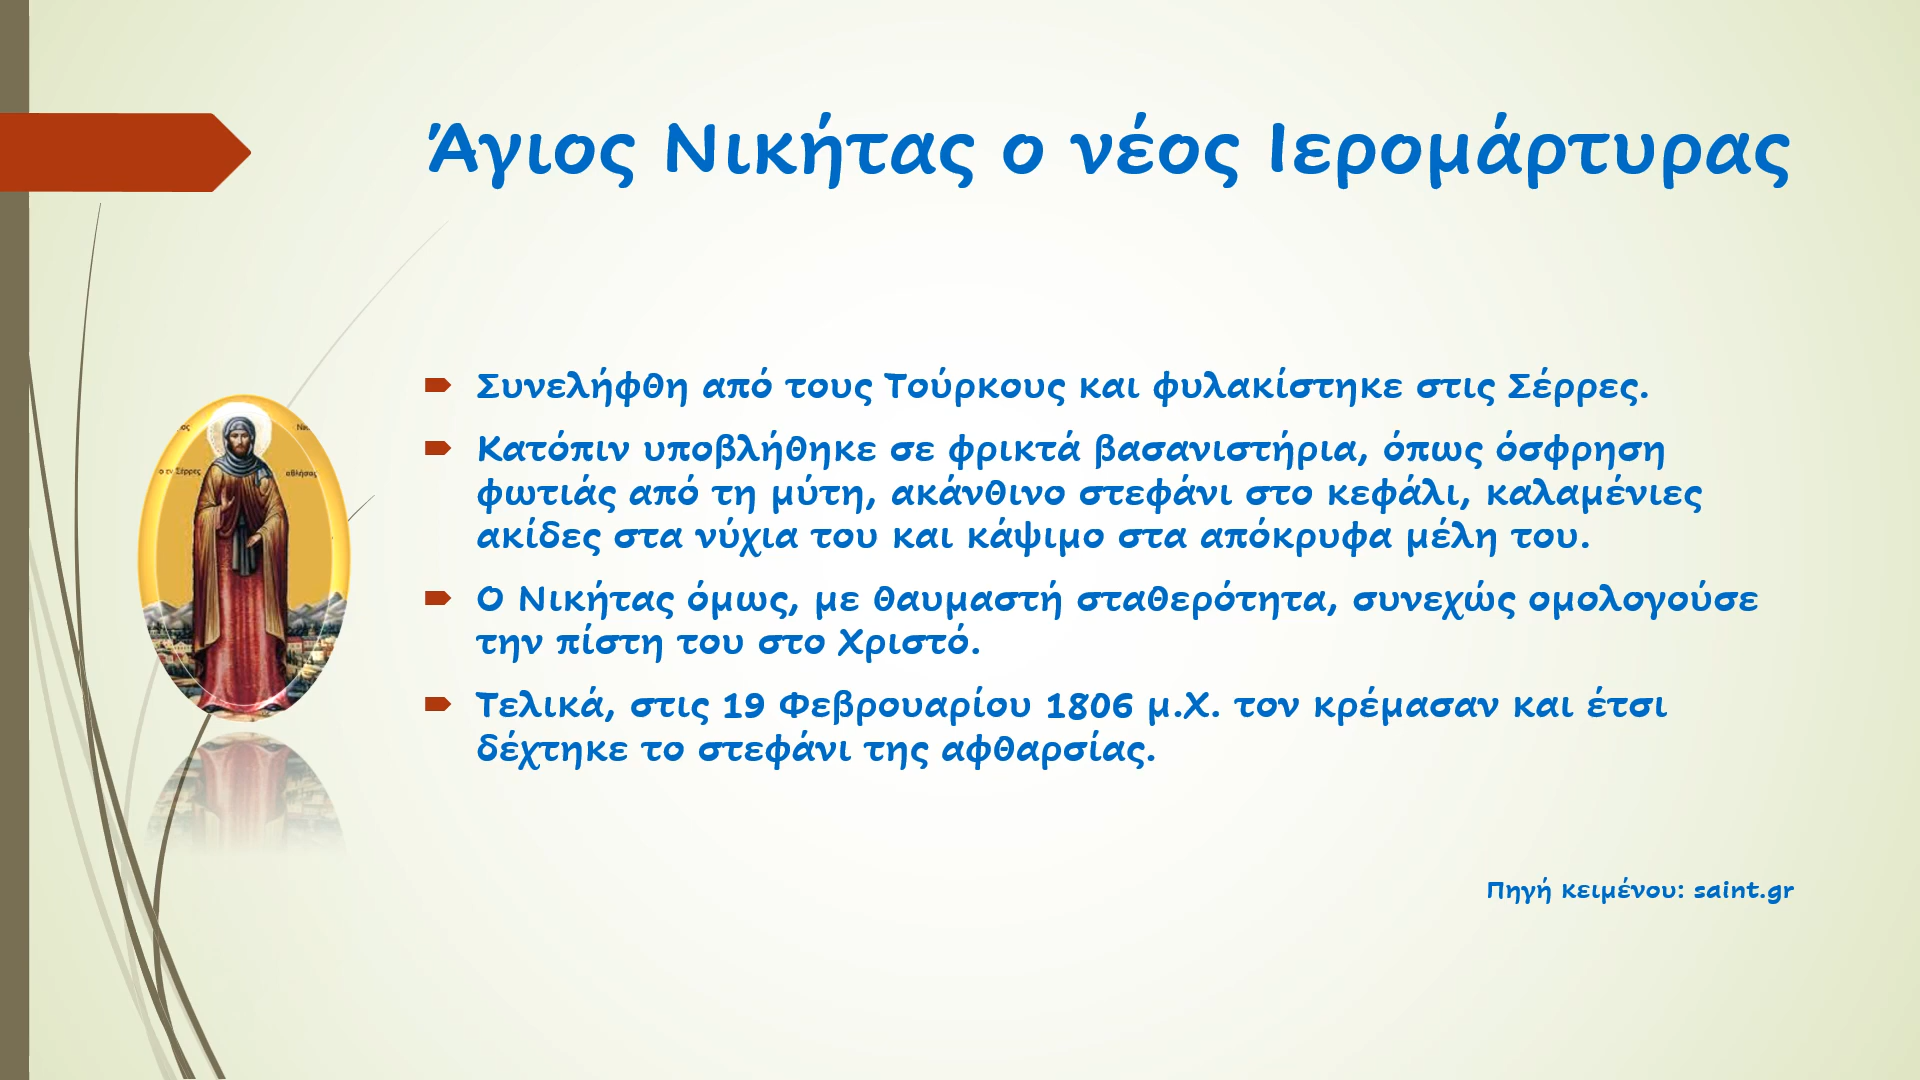 Άγιος Νικήτας ο νέος Ιερομάρτυρας
Συνελήφθη από τους Τούρκους και φυλακίστηκε στις Σέρρες.
Κατόπιν υποβλήθηκε σε φρικτά βασανιστήρια, όπως όσφρηση
φωτιάς από τη μύτη, ακάνθινο στεφάνι στο κεφάλι, καλαμένιες
ακίδες στα νύχια του και κάψιμο στα απόκρυφα μέλη του.
Ο Νικήτας όμως, με θαυμαστή σταθερότητα, συνεχώς ομολογούσε
την πίστη του στο Χριστό.
Τελικά, στις 19 Φεβρουαρίου 1806 μ.Χ. τον κρέμασαν και έτσι
δέχτηκε το στεφάνι της αφθαρσίας.
ο εν Σέρρες αθλήσας
Πηγή κειμένου: saint.gr